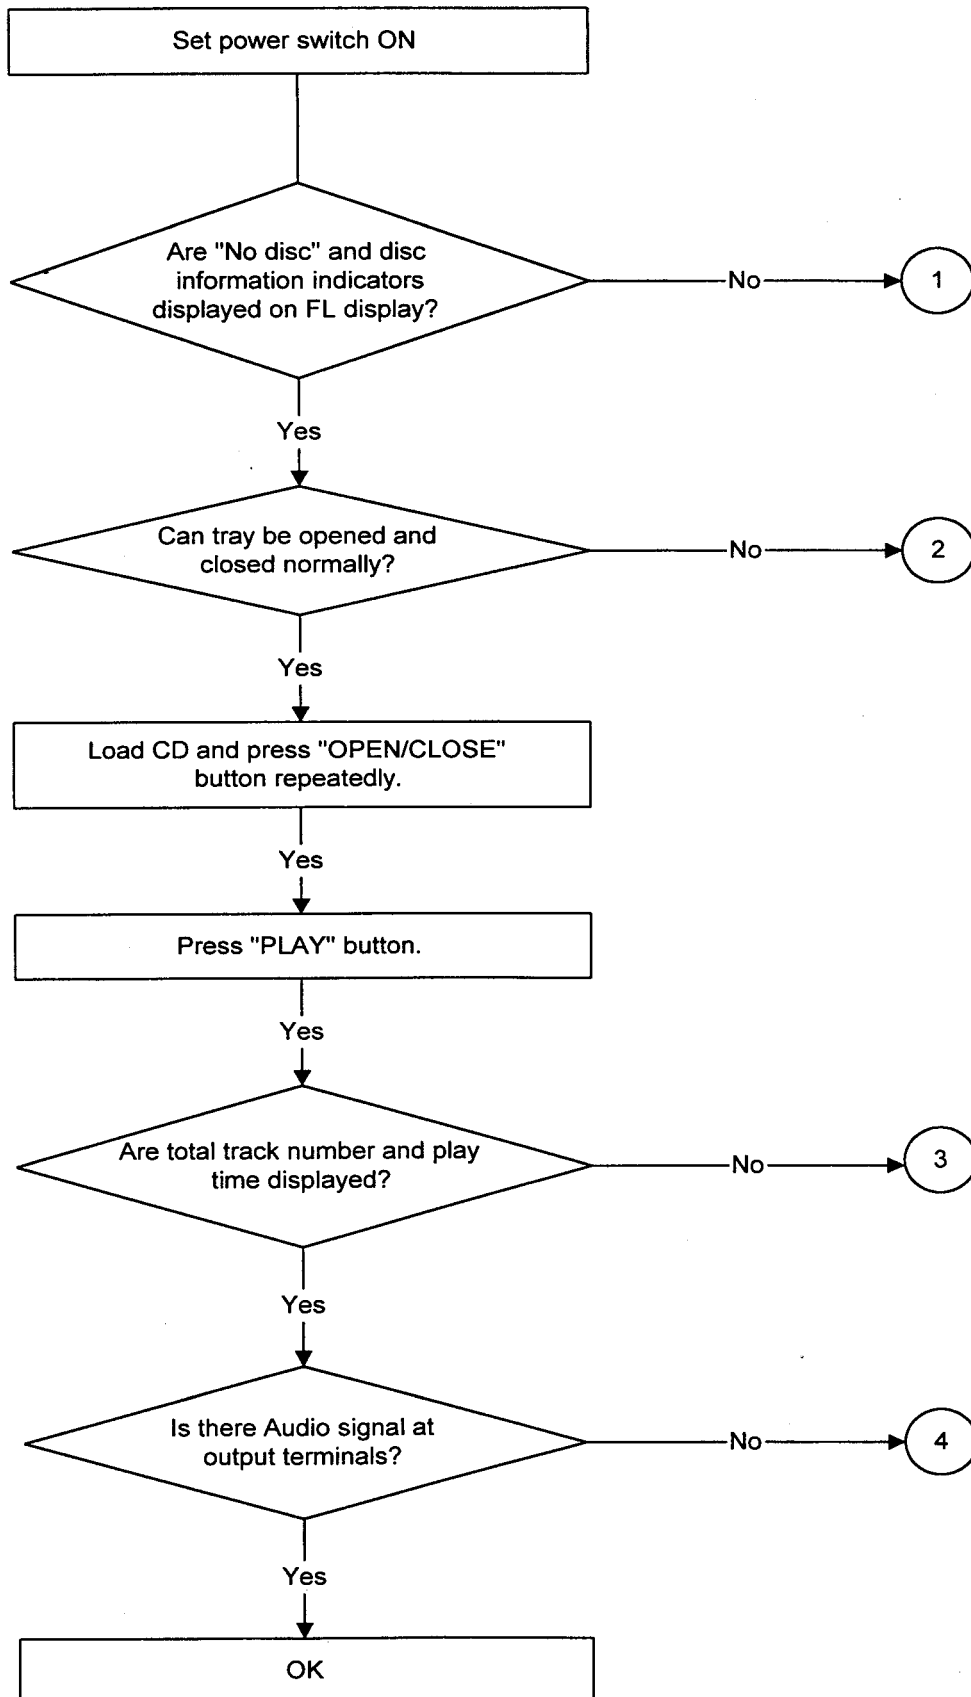 Set power switch ON
Are "No disc" and disc
information indicators
displayed on FL display?
No
1
Yes
Can tray be opened and
closed normally?
No
2
Yes
Load CD and press "OPEN/CLOSE"
button repeatedly.
Yes
Press "PLAY" button.
Yes
Are total track number and play
time displayed?
No
3
Yes
Is there Audio signal at
output terminals?
No
4
Yes
OK